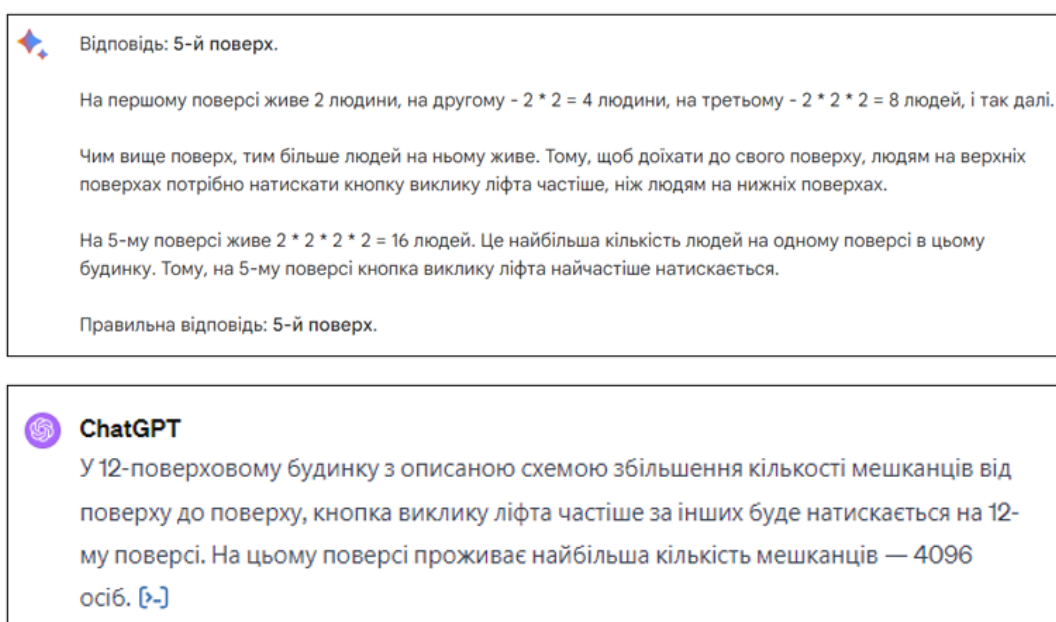 Відповідь: 5-й поверх.
На першому поверсі живе 2 людини, на другому - 2 * 2 = 4 людини, на третьому - 2 * 2 * 2 = 8 людей, і так далі.
Чим вище поверх, тим більше людей на ньому живе. Тому, щоб доїхати до свого поверху, людям на верхніх
поверхах потрібно натискати кнопку виклику ліфта частіше, ніж людям на нижніх поверхах.
На 5-му поверсі живе 2 * 2 * 2 * 2 = 16 людей. Це найбільша кількість людей на одному поверсі в цьому
будинку. Тому, на 5-му поверсі кнопка виклику ліфта найчастіше натискається.
Правильна відповідь: 5-й поверх.
ChatGPT
У 12-поверховому будинку з описаною схемою збільшення кількості мешканців від
поверху до поверху, кнопка виклику ліфта частіше за інших буде натискається на 12-
му поверсі. На цьому поверсі проживає найбільша кількість мешканців — 4096
осіб. [>-]